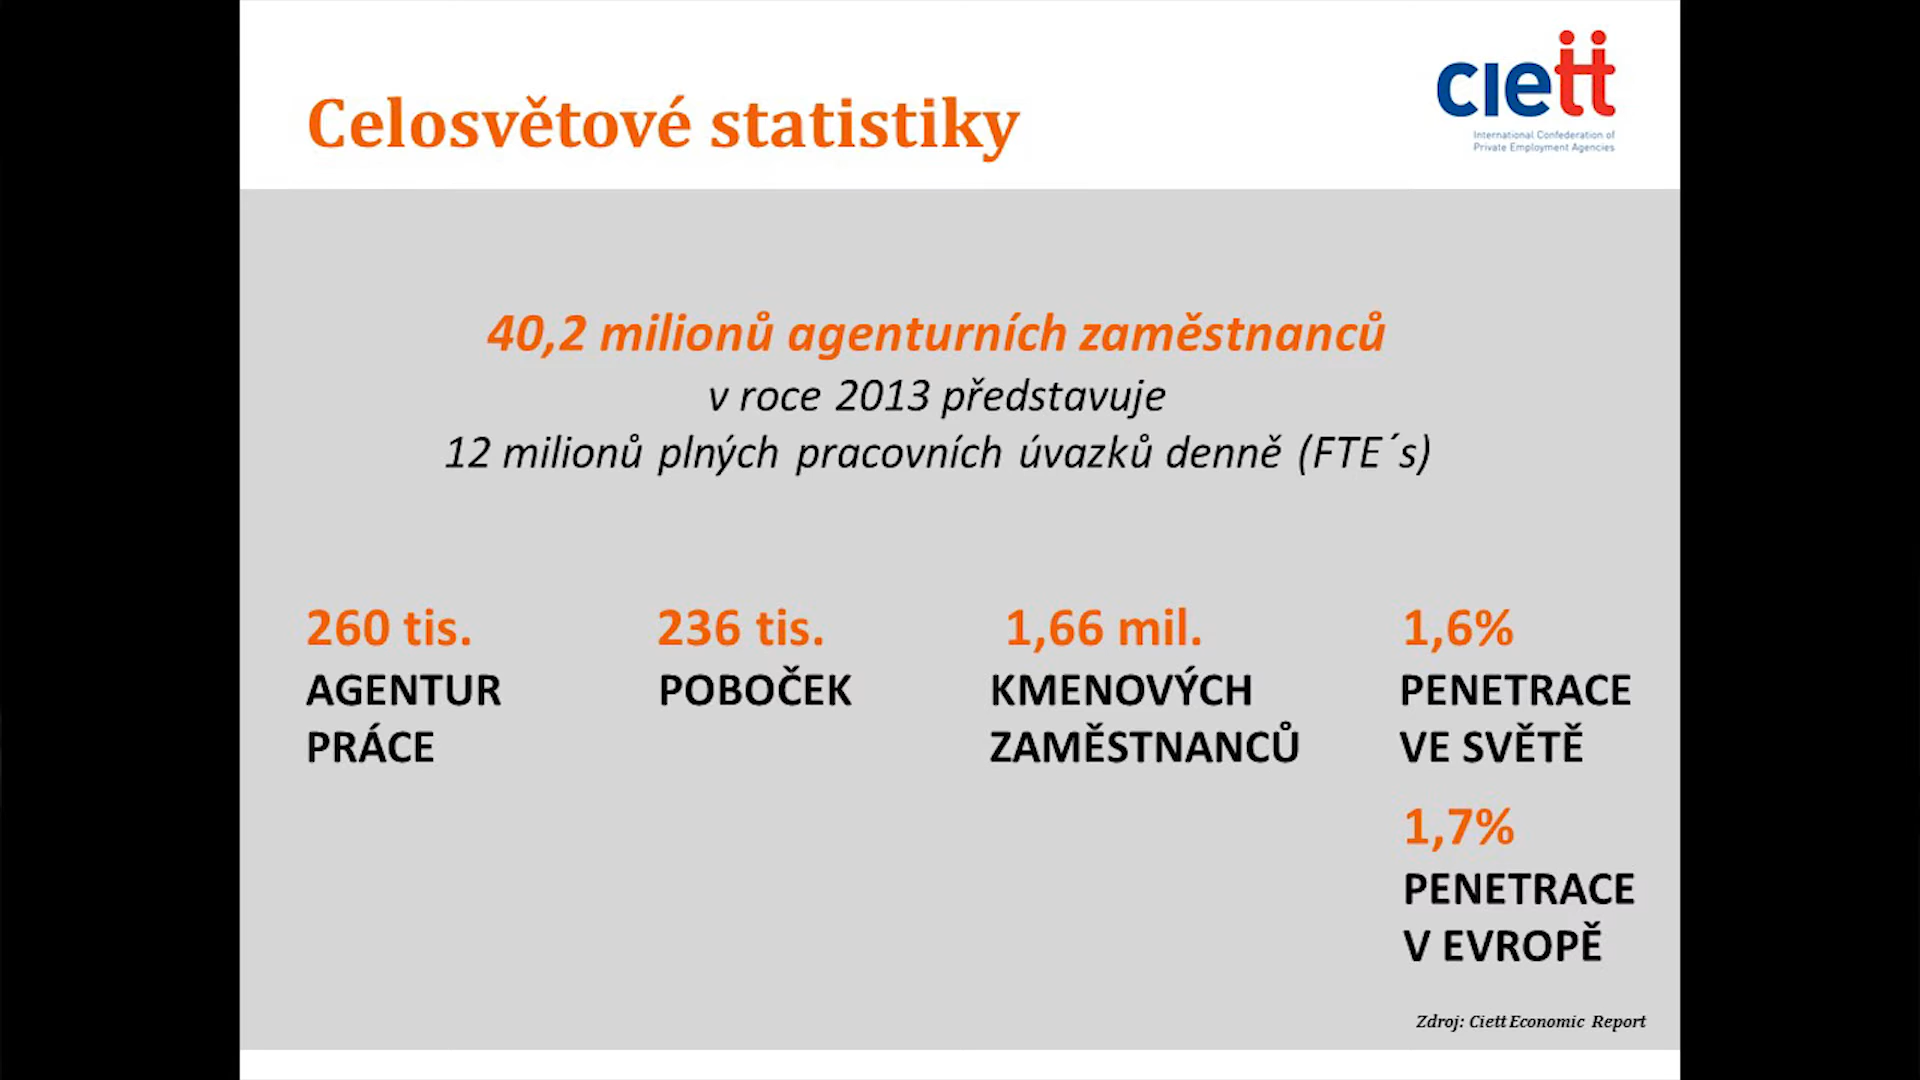 Celosvětové statistiky
ciett
International Confederation of
Private Employment Agencies
40,2 milionů agenturních zaměstnanců
v roce 2013 představuje
12 milionů plných pracovních úvazků denně (FTE´s)
260 tis.
AGENTUR
PRÁCE
236 tis.
POBOČEK
1,66 mil.
KMENOVÝCH
ZAMĚSTNANCŮ
1,6%
PENETRACE
VE SVĚTĚ
1,7%
PENETRACE
V EVROPĚ
Zdroj: Ciett Economic Report